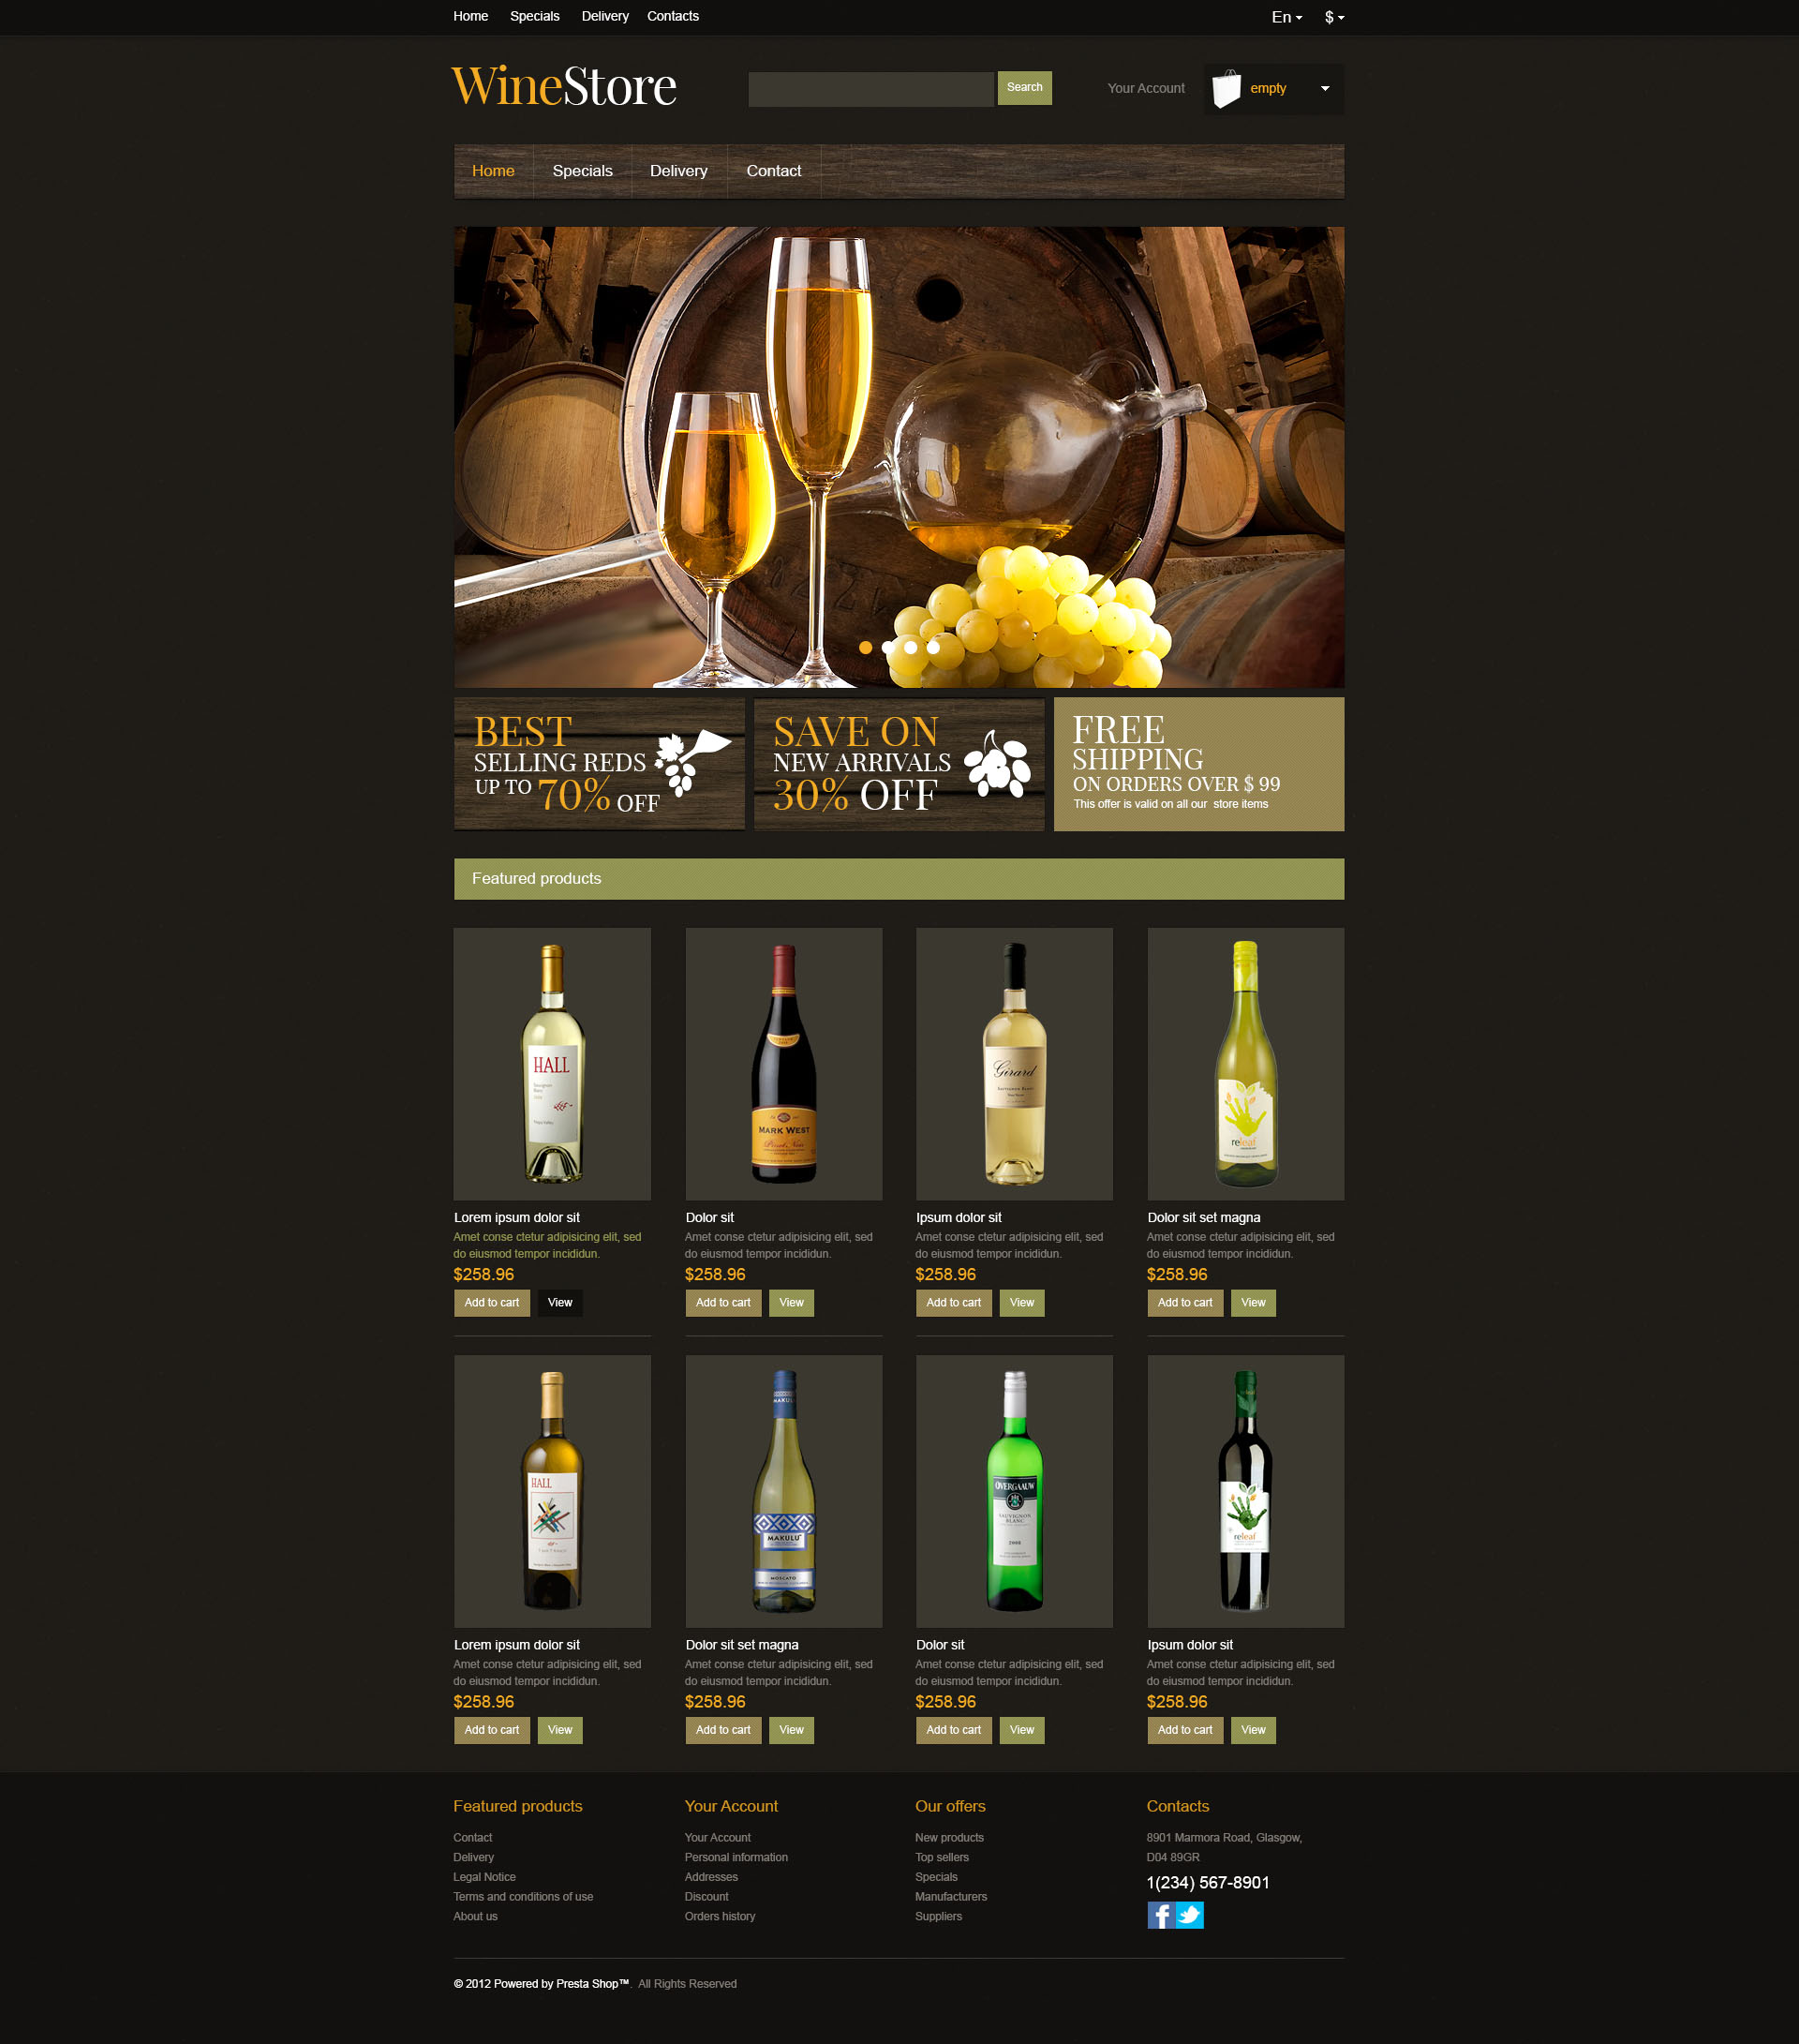 Home Specials Delivery Contacts En $
WineStore
Search
Your Account
empty
Home Specials Delivery Contact
BEST
SELLING REDS
UP TO 70% OFF
SAVE ON
NEW ARRIVALS
30% OFF
FREE
SHIPPING
ON ORDERS OVER $ 99
This offer is valid on all our store items
Featured products
HALL
Sauvignon
Blanc
MARK WEST
Pinot Noir
Girard
SAUVIGNON BLANC
releaf
Lorem ipsum dolor sit
Amet conse ctetur adipisicing elit, sed
do eiusmod tempor incididun.
$258.96
Add to cart View
Dolor sit
Amet conse ctetur adipisicing elit, sed
do eiusmod tempor incididun.
$258.96
Add to cart View
Ipsum dolor sit
Amet conse ctetur adipisicing elit, sed
do eiusmod tempor incididun.
$258.96
Add to cart View
Dolor sit set magna
Amet conse ctetur adipisicing elit, sed
do eiusmod tempor incididun.
$258.96
Add to cart View
HALL
MAKULU
MAKULU
MOSCATO
OVERGAAUW
SAUVIGNON
BLANC
2008
releaf
releaf
Lorem ipsum dolor sit
Amet conse ctetur adipisicing elit, sed
do eiusmod tempor incididun.
$258.96
Add to cart View
Dolor sit set magna
Amet conse ctetur adipisicing elit, sed
do eiusmod tempor incididun.
$258.96
Add to cart View
Dolor sit
Amet conse ctetur adipisicing elit, sed
do eiusmod tempor incididun.
$258.96
Add to cart View
Ipsum dolor sit
Amet conse ctetur adipisicing elit, sed
do eiusmod tempor incididun.
$258.96
Add to cart View
Featured products
Contact
Delivery
Legal Notice
Terms and conditions of use
About us
Your Account
Your Account
Personal information
Addresses
Discount
Orders history
Our offers
New products
Top sellers
Specials
Manufacturers
Suppliers
Contacts
8901 Marmora Road, Glasgow,
D04 89GR
1(234) 567-8901
f
© 2012 Powered by Presta Shop™. All Rights Reserved